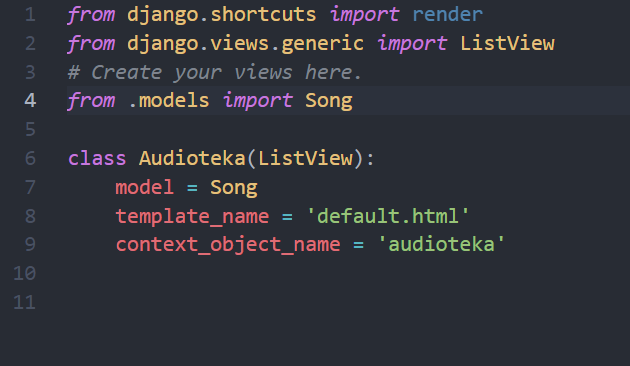 1 from django.shortcuts import render
2 from django.views.generic import ListView
3 # Create your views here.
4 from .models import Song
5
6 class Audioteka(ListView):
7     model = Song
8     template_name = 'default.html'
9     context_object_name = 'audioteka'
10
11